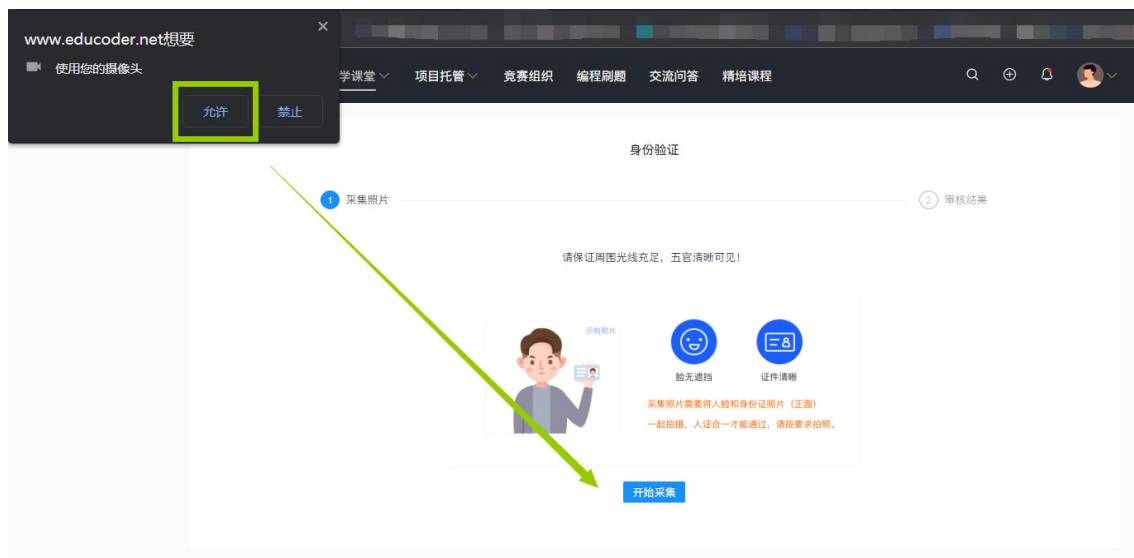 www.educoder.net想要
使用您的摄像头
允许
禁止
学课堂
项目托管
竞赛组织
编程刷题
交流问答
精培课程
身份验证
1 采集照片
2 审核结果
请保证周围光线充足，五官清晰可见！
示例照片
脸无遮挡
证件清晰
采集照片需要将人脸和身份证照片（正面）
一起拍摄，人证合一才能通过，请按要求拍照。
开始采集